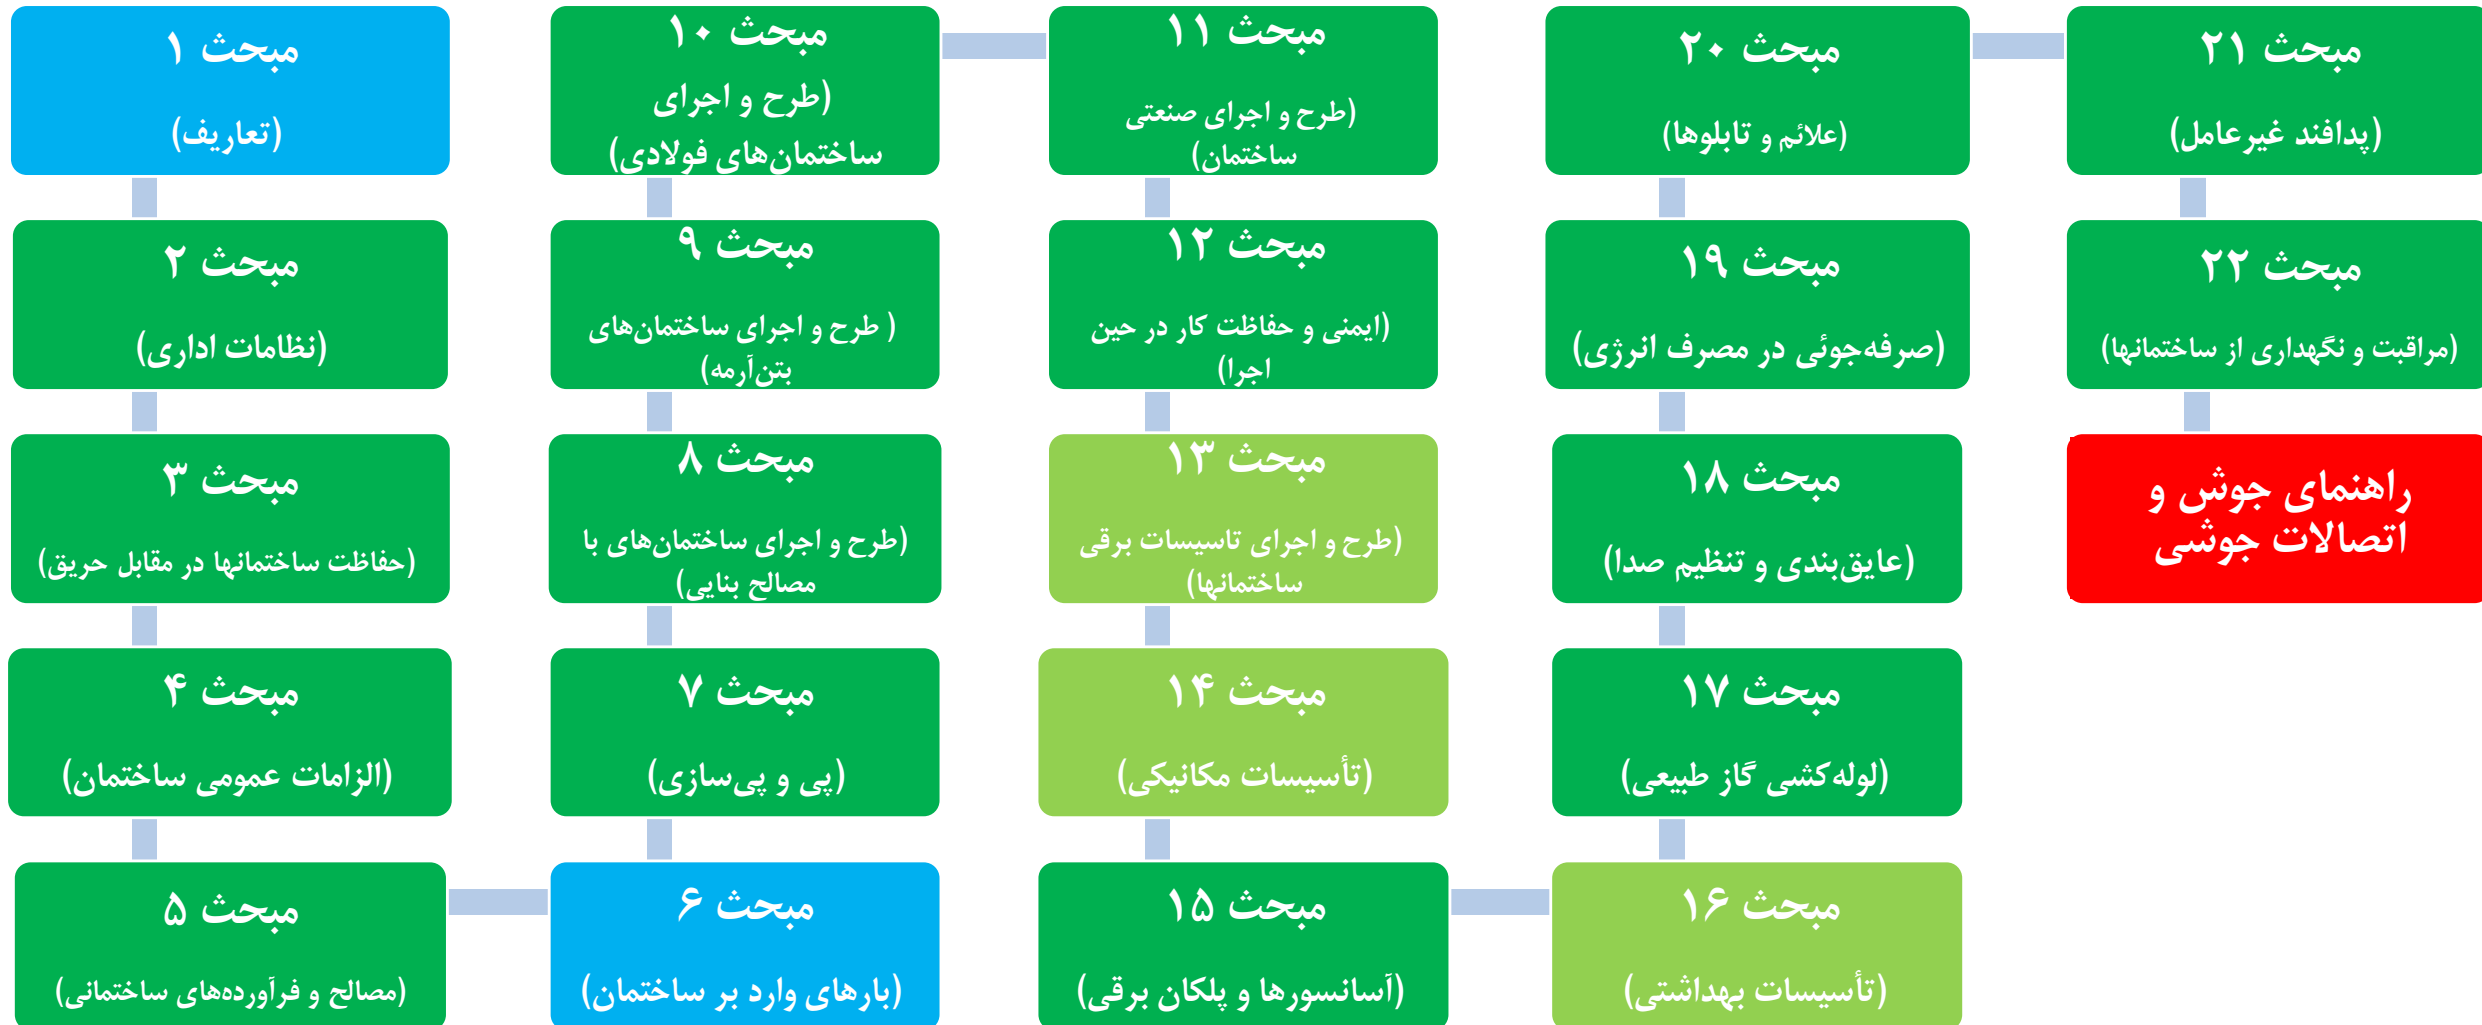 مبحث ۱
(تعاریف)
مبحث ۲
(نظامات اداری)
مبحث ۳
(حفاظت ساختمانها در مقابل حریق)
مبحث ۴
(الزامات عمومی ساختمان)
مبحث ۵
(مصالح و فرآورده‌های ساختمانی)
مبحث ۶
(بارهای وارد بر ساختمان)
مبحث ۷
(پی و پی‌سازی)
مبحث ۸
(طرح و اجرای ساختمان‌های با
مصالح بنایی)
مبحث ۹
( طرح و اجرای ساختمان‌های
بتن‌آرمه)
مبحث ۱۰
(طرح و اجرای
ساختمان‌های فولادی)
مبحث ۱۱
(طرح و اجرای صنعتی
ساختمان)
مبحث ۱۲
(ایمنی و حفاظت کار در حین
اجرا)
مبحث ۱۳
(طرح و اجرای تاسیسات برقی
ساختمانها)
مبحث ۱۴
(تأسیسات مکانیکی)
مبحث ۱۵
(آسانسورها و پلکان برقی)
مبحث ۱۶
(تأسیسات بهداشتی)
مبحث ۱۷
(لوله‌کشی گاز طبیعی)
مبحث ۱۸
(عایق‌بندی و تنظیم صدا)
مبحث ۱۹
(صرفه‌جوئی در مصرف انرژی)
مبحث ۲۰
(علائم و تابلوها)
مبحث ۲۱
(پدافند غیرعامل)
مبحث ۲۲
(مراقبت و نگهداری از ساختمانها)
راهنمای جوش و
اتصالات جوشی